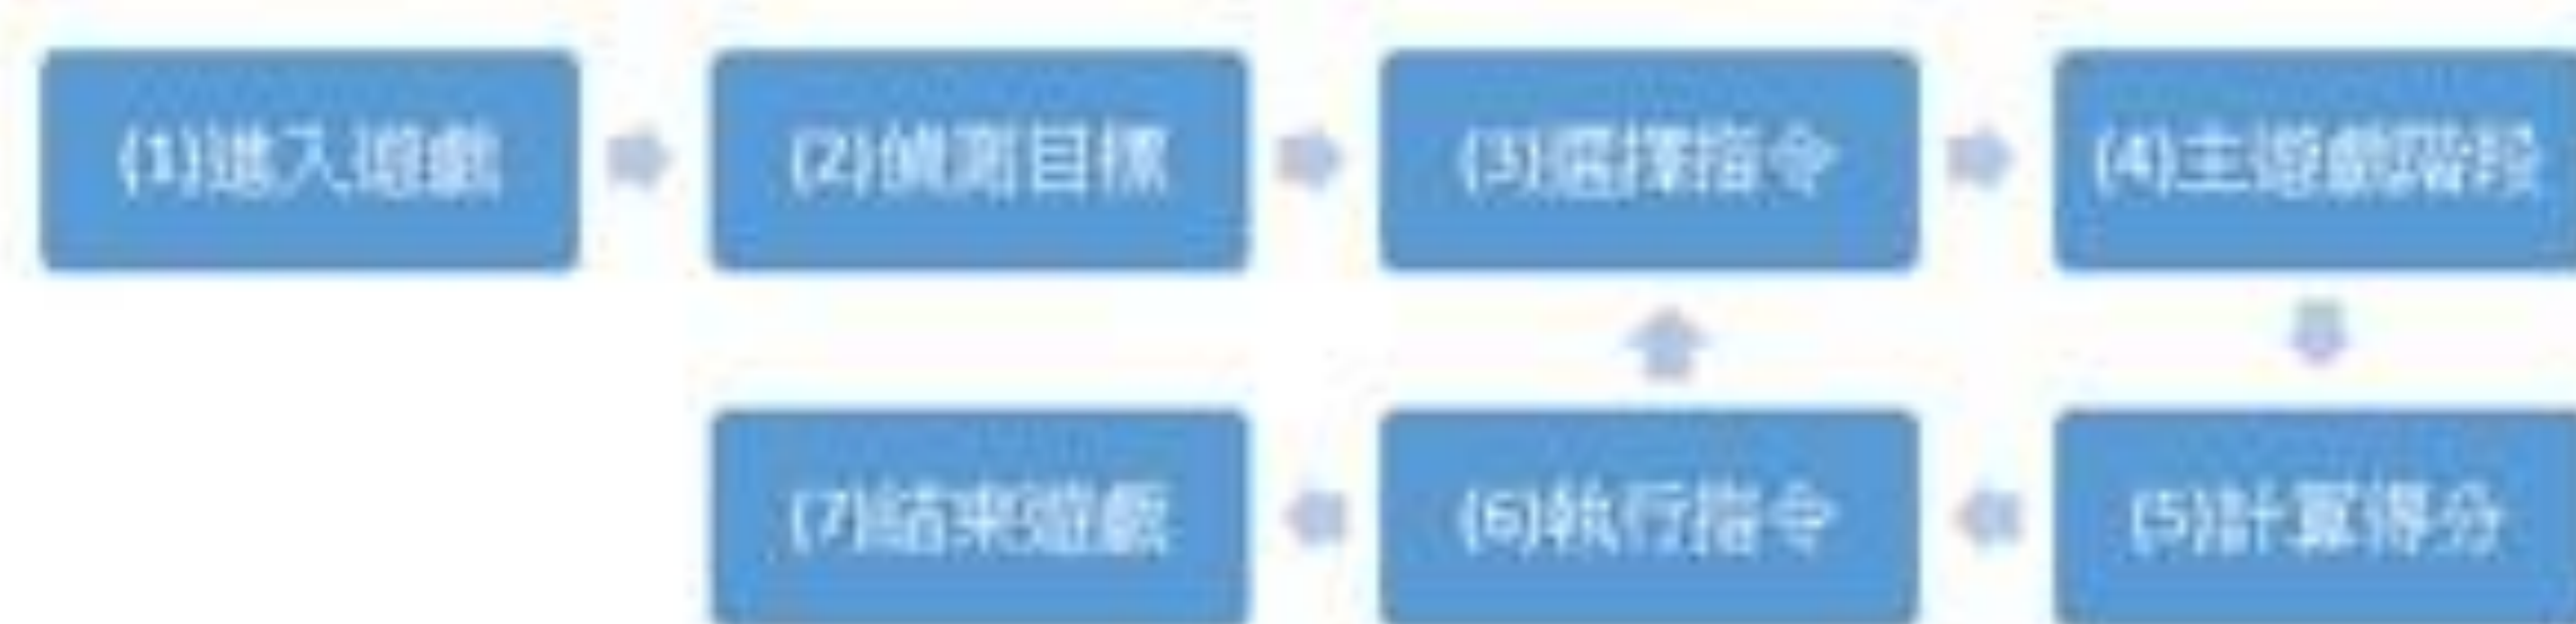 (1)進入遊戲
(2)偵測目標
(3)選擇指令
(4)主遊戲階段
(7)結束遊戲
(6)執行指令
(5)計算得分